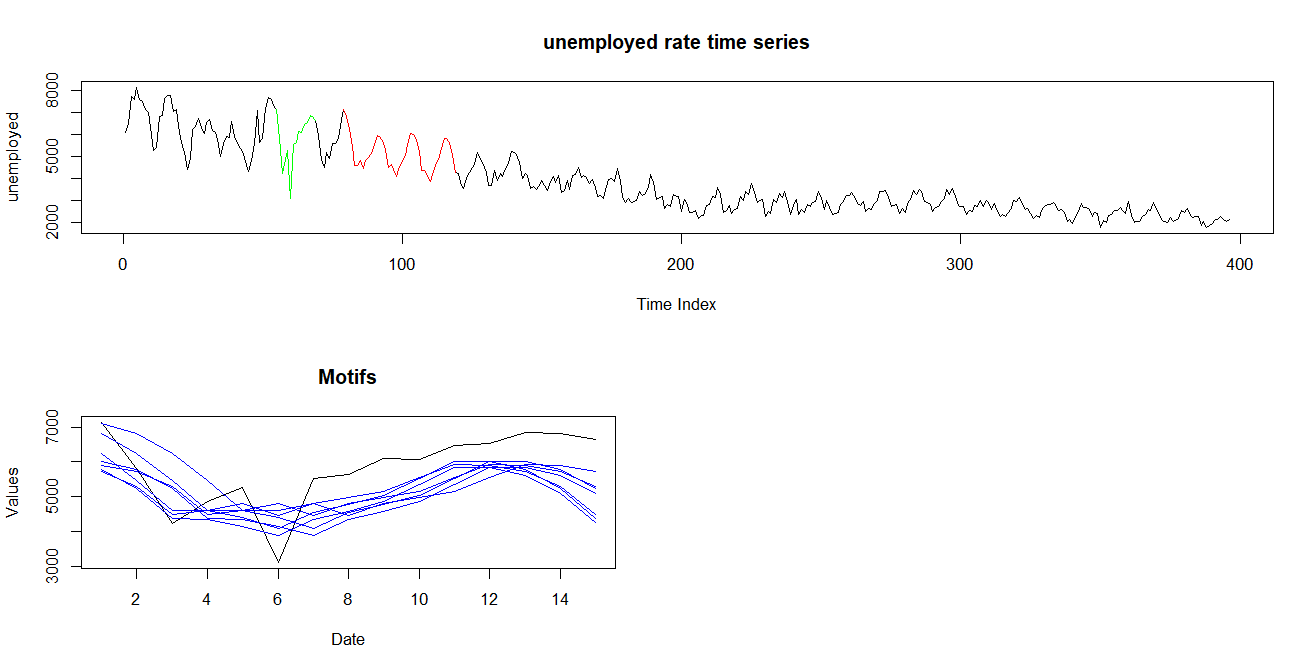 unemployed rate time series
unemployed
8000
5000
2000
0 100 200 300 400
Time Index
Motifs
Values
7000
5000
3000
2 4 6 8 10 12 14
Date